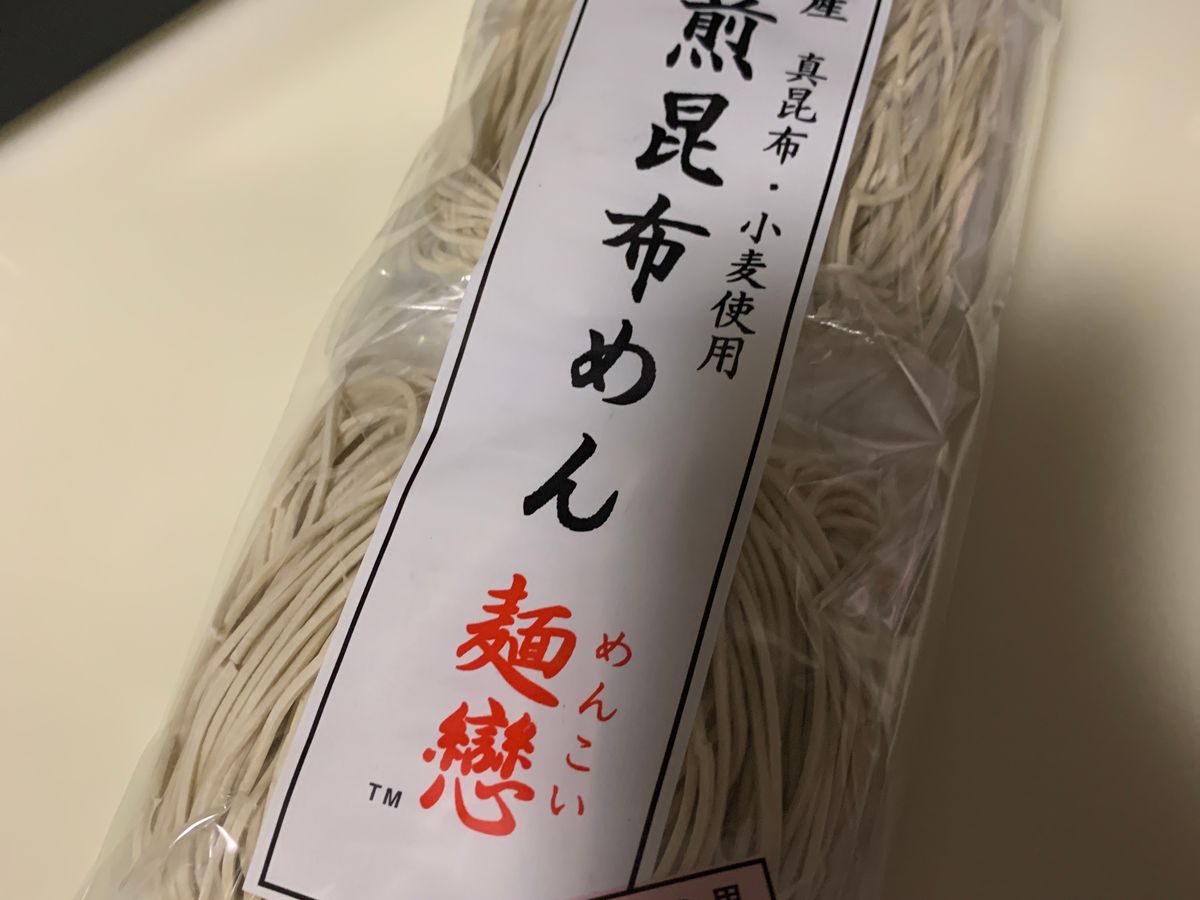 産 真昆布・小麦使用
煎昆布めん
麺戀
めんこい
TM
用